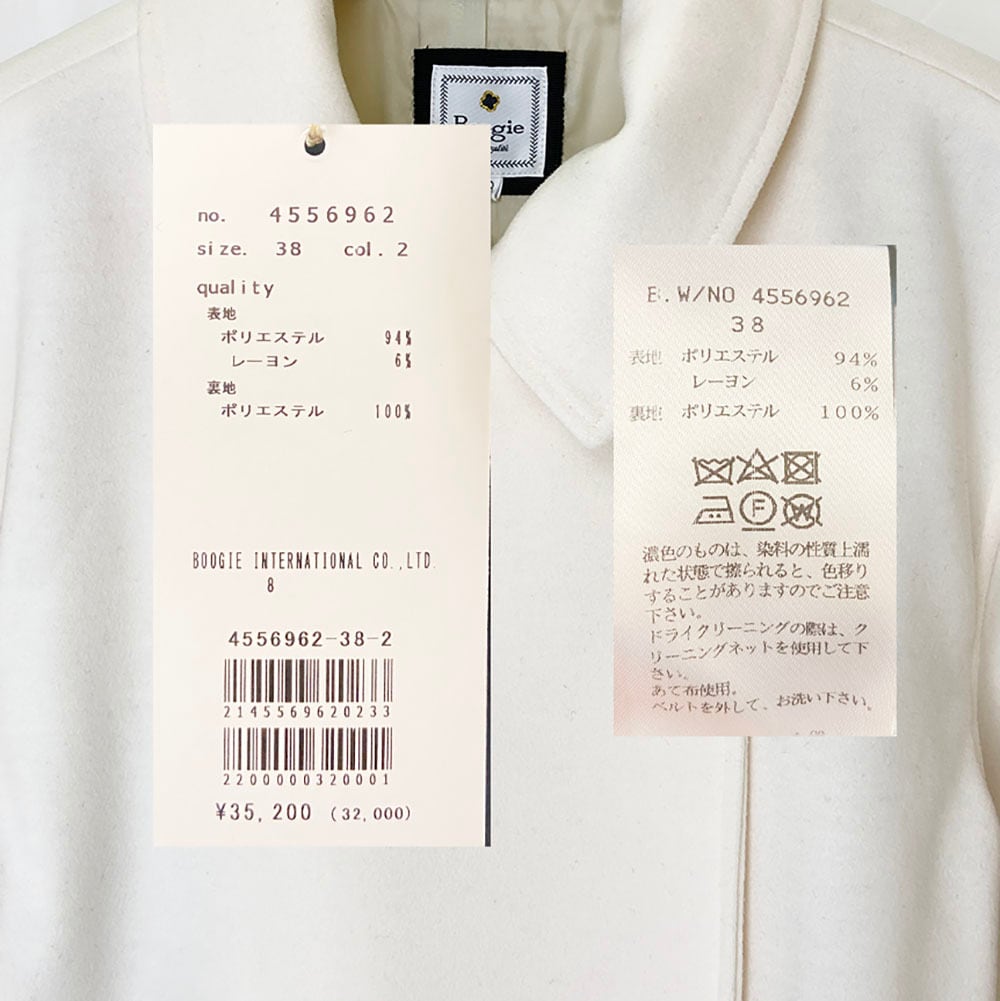 no. 4556962
size. 38 col. 2
quality
表地
ポリエステル 94%
レーヨン 6%
裏地
ポリエステル 100%
BOOGIE INTERNATIONAL CO.,LTD.
8
4556962-38-2
2145569620233
2200000320001
¥35,200 (32,000)
B.W/NO 4556962
38
表地 ポリエステル 94%
レーヨン 6%
裏地 ポリエステル 100%
F
W
濃色のものは、染料の性質上濡
れた状態で擦られると、色移り
することがありますのでご注意
下さい。
ドライクリーニングの際は、ク
リーニングネットを使用して下
さい。
あて布使用。
ベルトを外して、お洗い下さい。